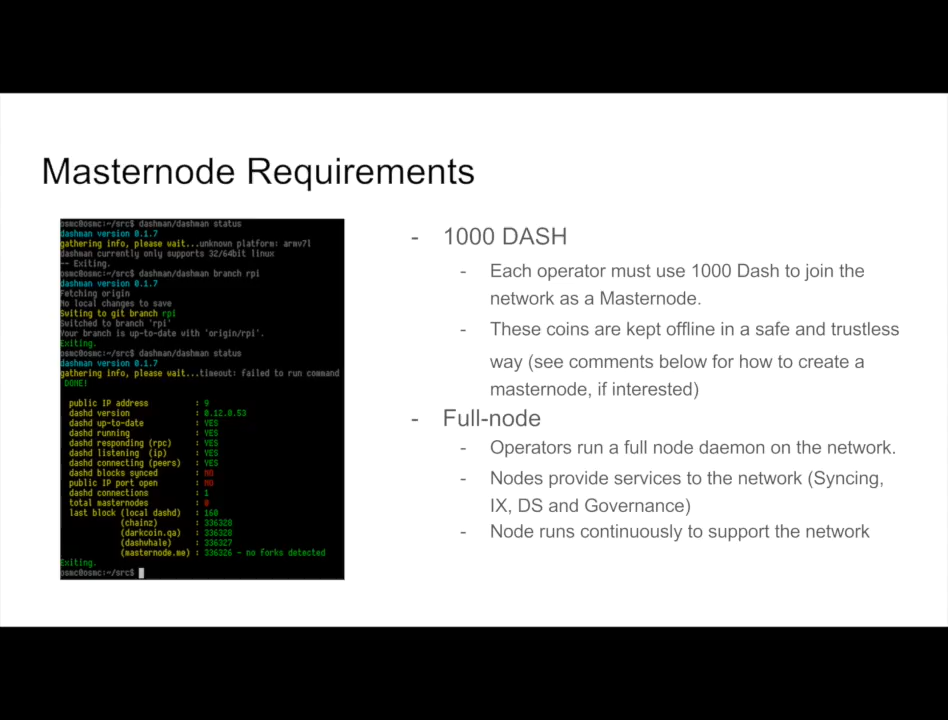 Masternode Requirements
osmc@osmc:~/src$ dashman/dashman status
dashman version 0.1.7
gathering info, please wait...unknown platform: armv7l
dashman currently only supports 32/64bit linux
-- Exiting.
osmc@osmc:~/src$ dashman/dashman branch rpi
dashman version 0.1.7
Fetching origin
No local changes to save
Switing to git branch rpi
Switched to branch 'rpi'
Your branch is up-to-date with 'origin/rpi'.
Exiting.
osmc@osmc:~/src$ dashman/dashman status
dashman version 0.1.7
gathering info, please wait...timeout: failed to run command
DONE!
public IP address : 9
dashd version : 0.12.0.53
dashd up-to-date : YES
dashd running : YES
dashd responding (rpc) : YES
dashd listening (ip) : YES
dashd connecting (peers) : YES
dashd blocks synced : NO
public IP port open : NO
dashd connections : 1
total masternodes : 0
last block (local dashd) : 160
(chainz) : 336328
(darkcoin.qa) : 336328
(dashwhale) : 336327
(masternode.me) : 336326 - no forks detected
Exiting.
osmc@osmc:~/src$
- 1000 DASH
- Each operator must use 1000 Dash to join the
network as a Masternode.
- These coins are kept offline in a safe and trustless
way (see comments below for how to create a
masternode, if interested)
- Full-node
- Operators run a full node daemon on the network.
- Nodes provide services to the network (Syncing,
IX, DS and Governance)
- Node runs continuously to support the network